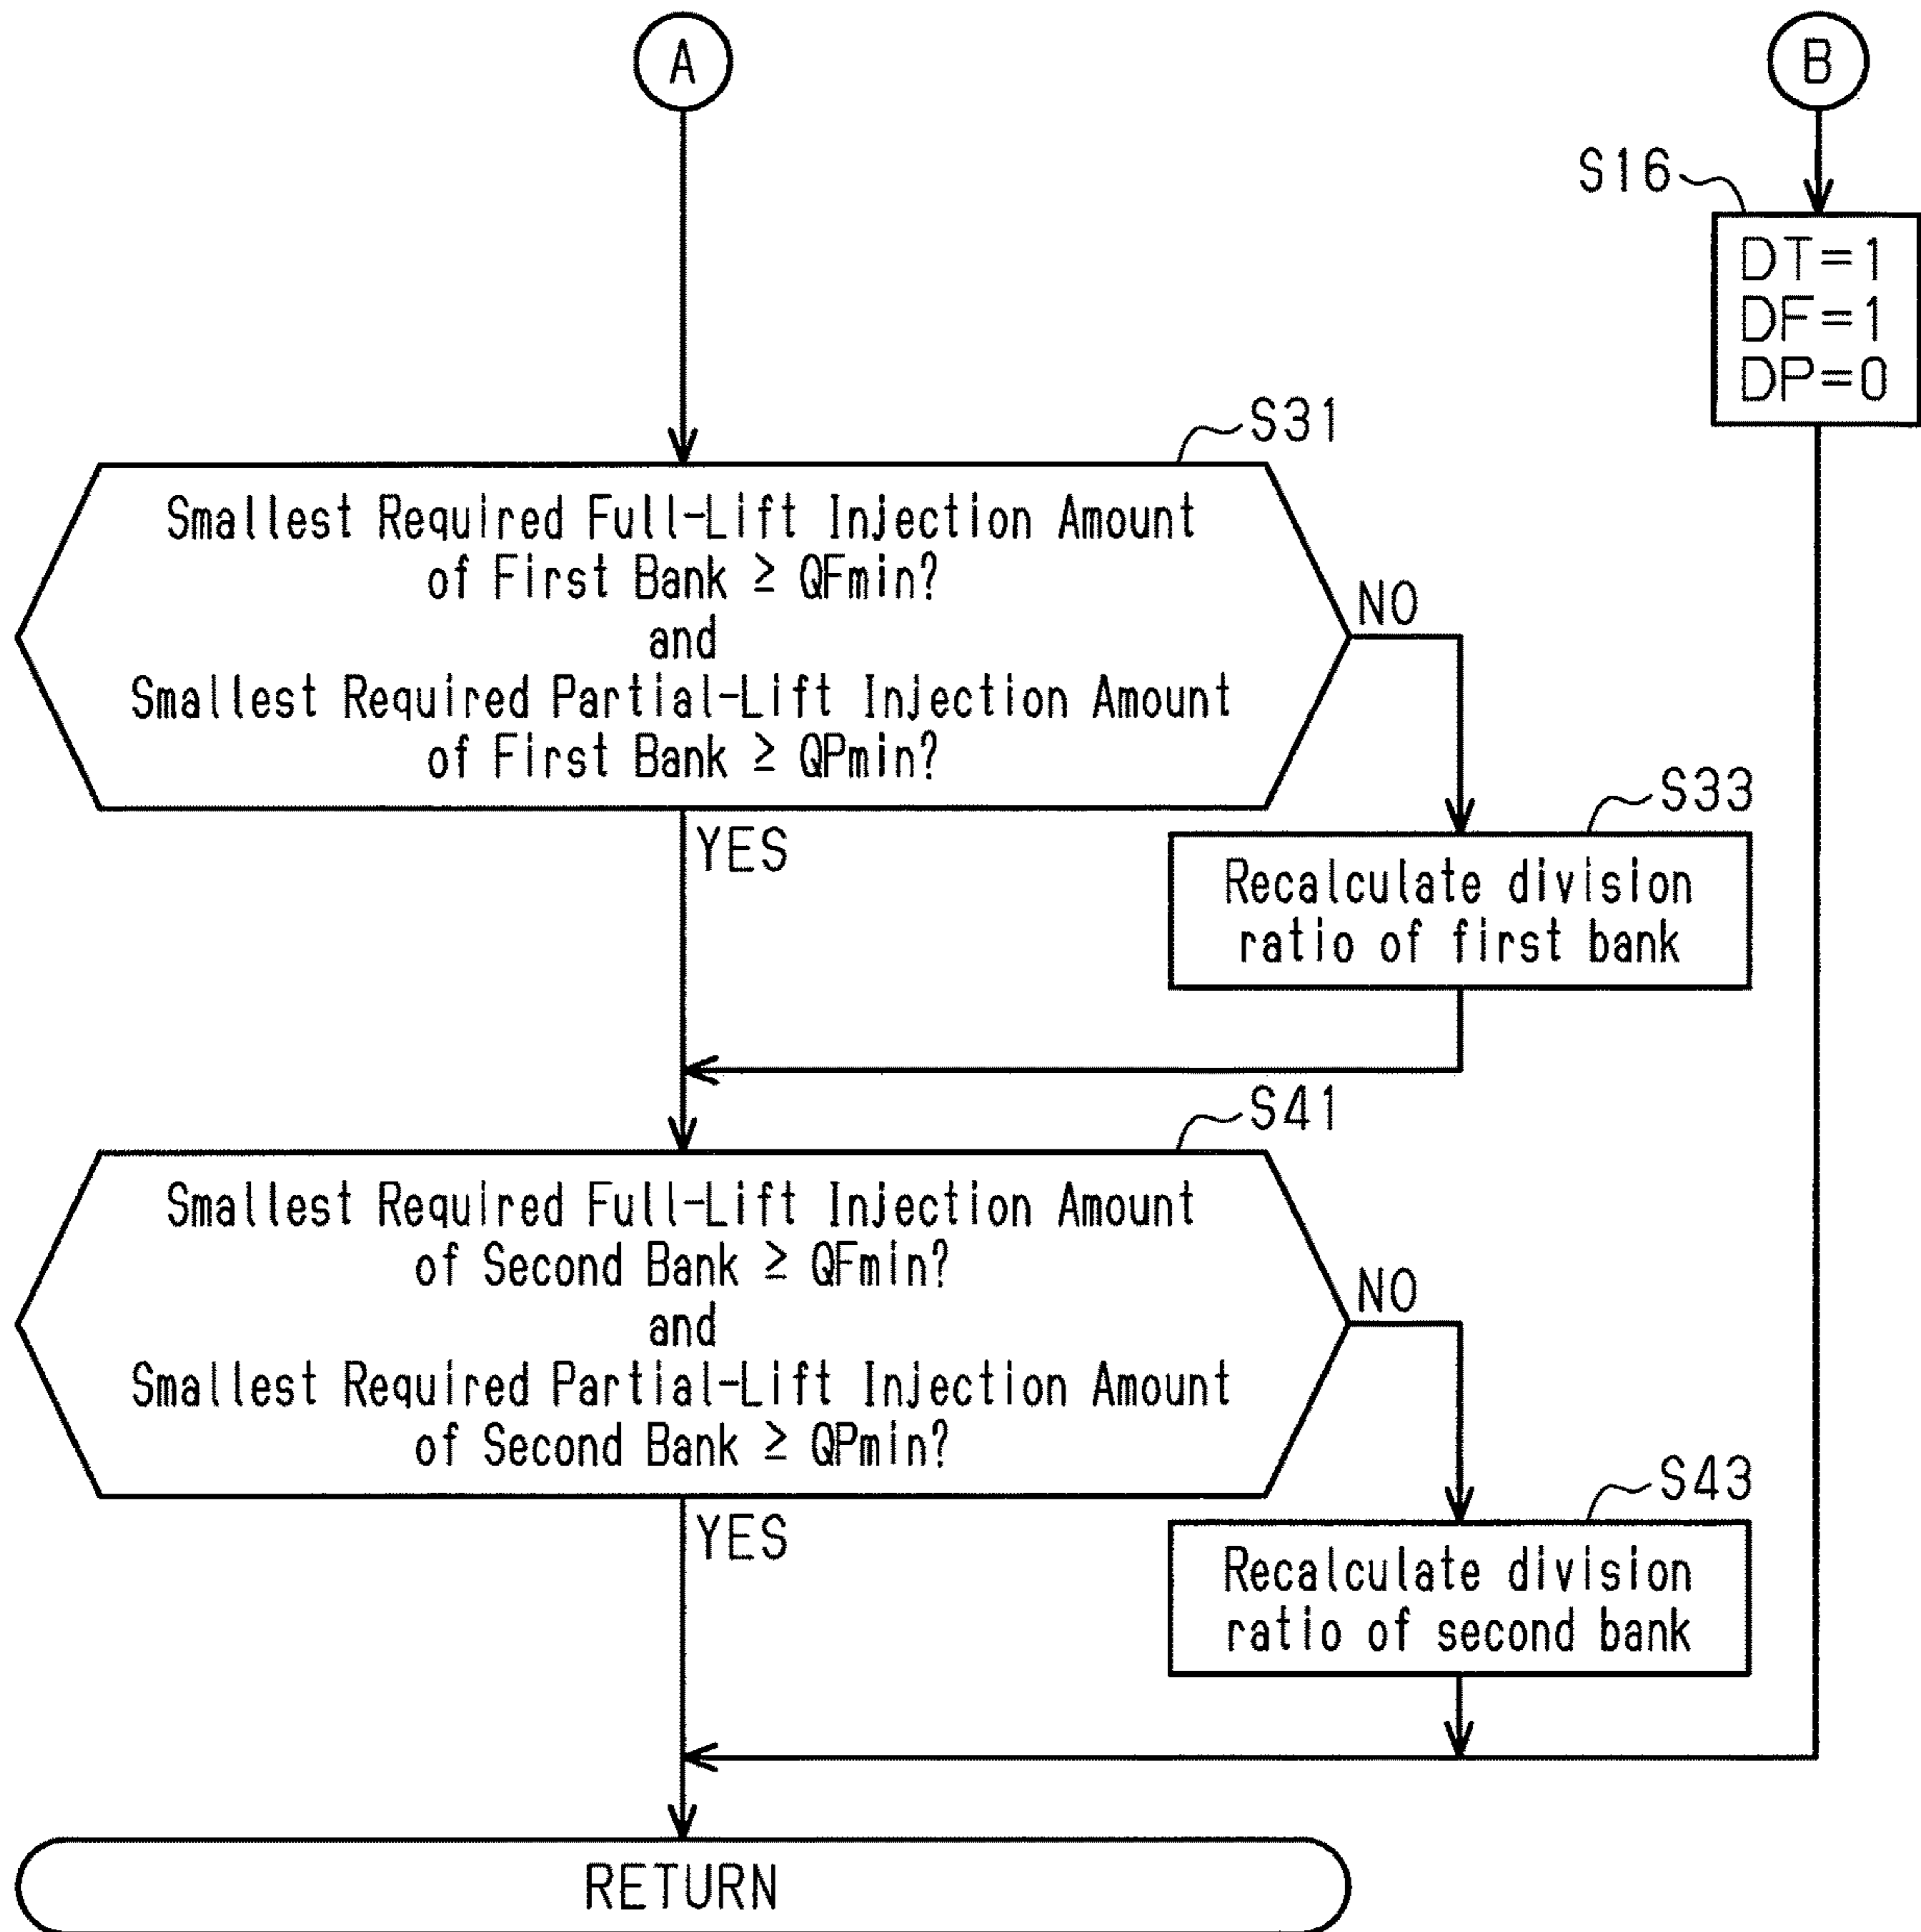 A
B
S16
DT=1
DF=1
DP=0
S31
Smallest Required Full-Lift Injection Amount
of First Bank ≥ QFmin?
and
Smallest Required Partial-Lift Injection Amount
of First Bank ≥ QPmin?
NO
YES
S33
Recalculate division
ratio of first bank
S41
Smallest Required Full-Lift Injection Amount
of Second Bank ≥ QFmin?
and
Smallest Required Partial-Lift Injection Amount
of Second Bank ≥ QPmin?
NO
YES
S43
Recalculate division
ratio of second bank
RETURN